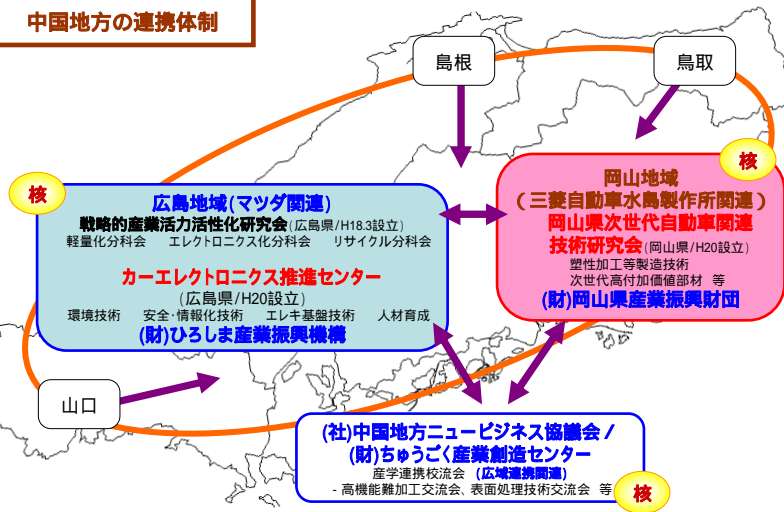 中国地方の連携体制
島根
鳥取
核
広島地域(マツダ関連)
戦略的産業活力活性化研究会(広島県/H18.3設立)
軽量化分科会 エレクトロニクス化分科会 リサイクル分科会
カーエレクトロニクス推進センター
(広島県/H20設立)
環境技術 安全・情報化技術 エレキ基盤技術 人材育成
(財)ひろしま産業振興機構
核
岡山地域
(三菱自動車水島製作所関連)
岡山県次世代自動車関連
技術研究会(岡山県/H20設立)
塑性加工等製造技術
次世代高付加価値部材 等
(財)岡山県産業振興財団
山口
(社)中国地方ニュービジネス協議会/
(財)ちゅうごく産業創造センター
産学連携校流会 (広域連携関連)
- 高機能難加工交流会、表面処理技術交流会 等
核